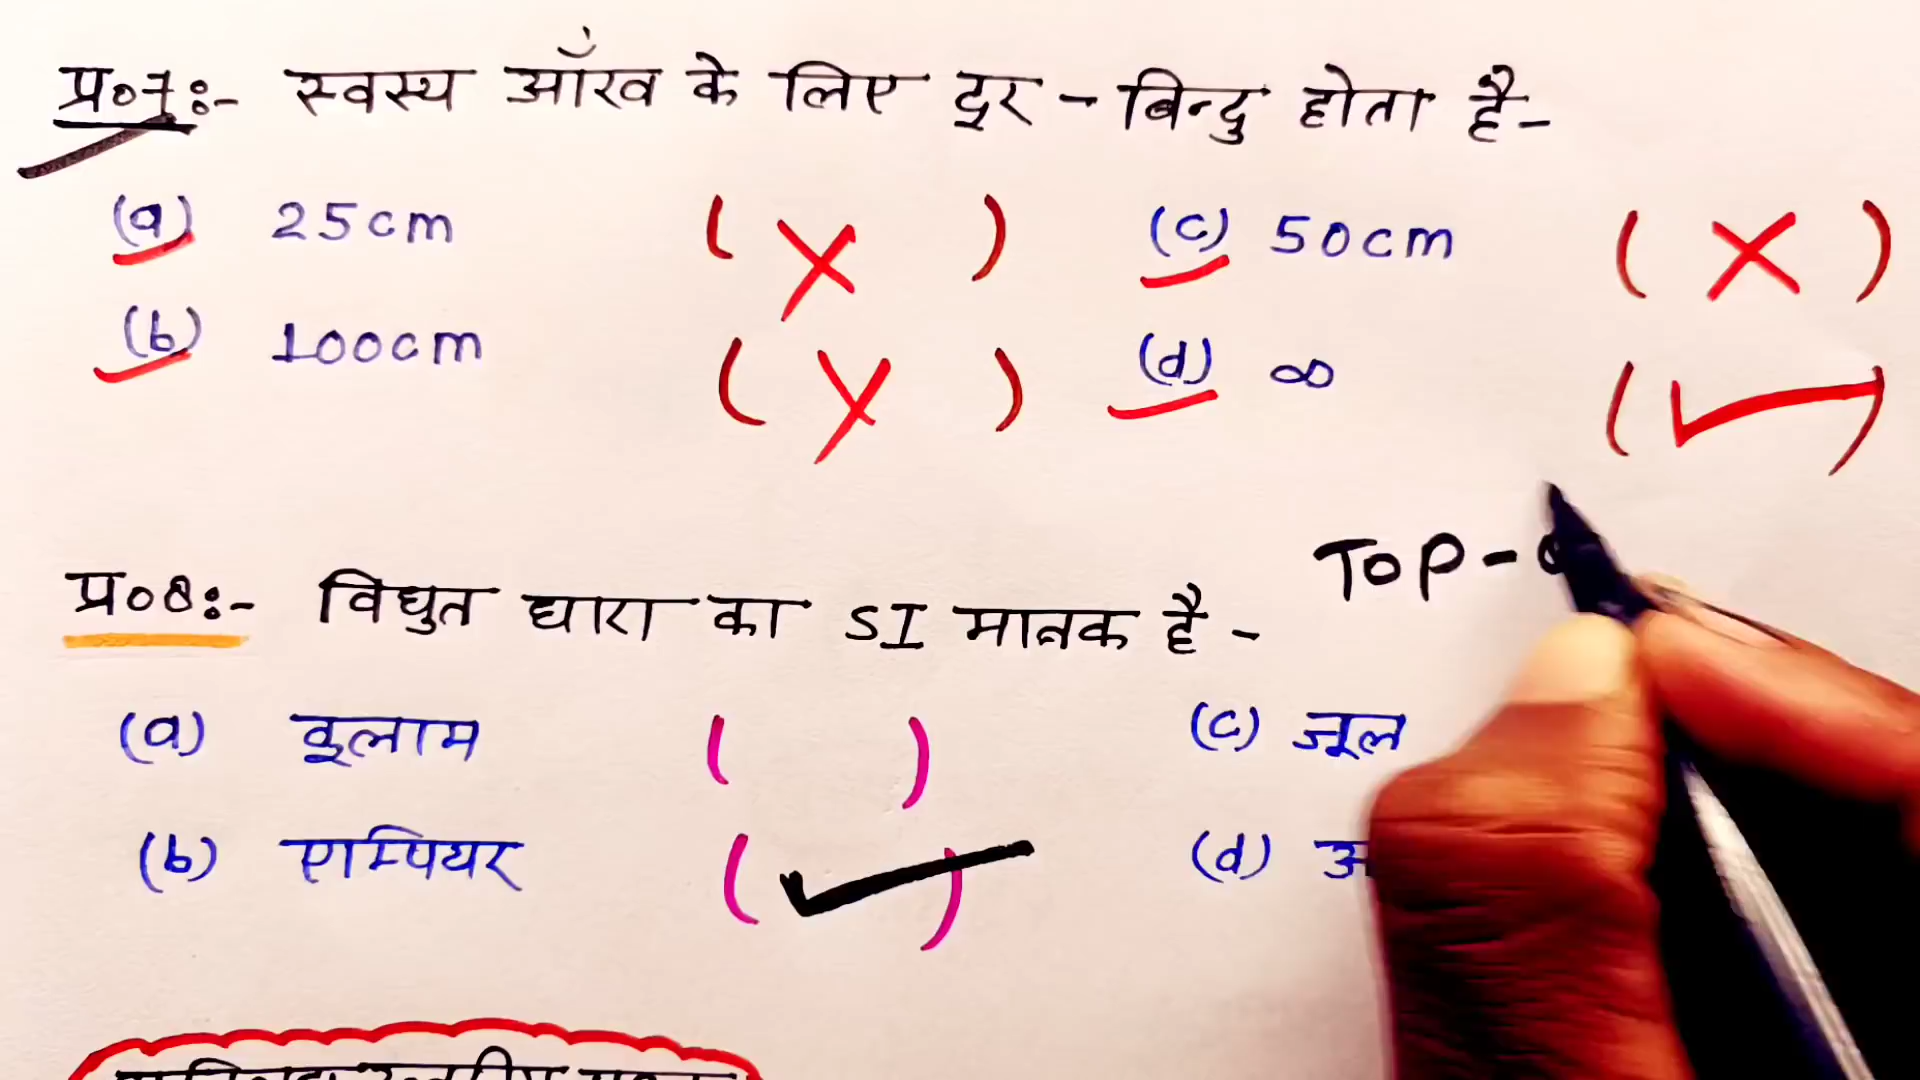 प्र०7:- स्वस्थ आँख के लिए दूर - बिन्दु होता है-
(a) 25cm ( X ) (c) 50cm ( X )
(b) 100cm ( X ) (d) ∞ ( ✓ )
TOP -
प्र०8:- विद्युत धारा का SI मात्रक है -
(a) कूलाम ( ) (c) जूल
(b) एम्पियर ( ✓ ) (d)